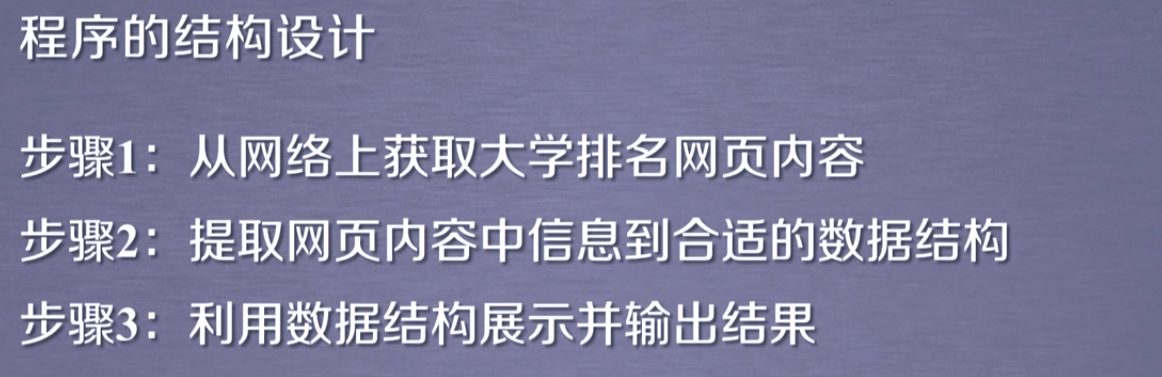 程序的结构设计
步骤1：从网络上获取大学排名网页内容
步骤2：提取网页内容中信息到合适的数据结构
步骤3：利用数据结构展示并输出结果